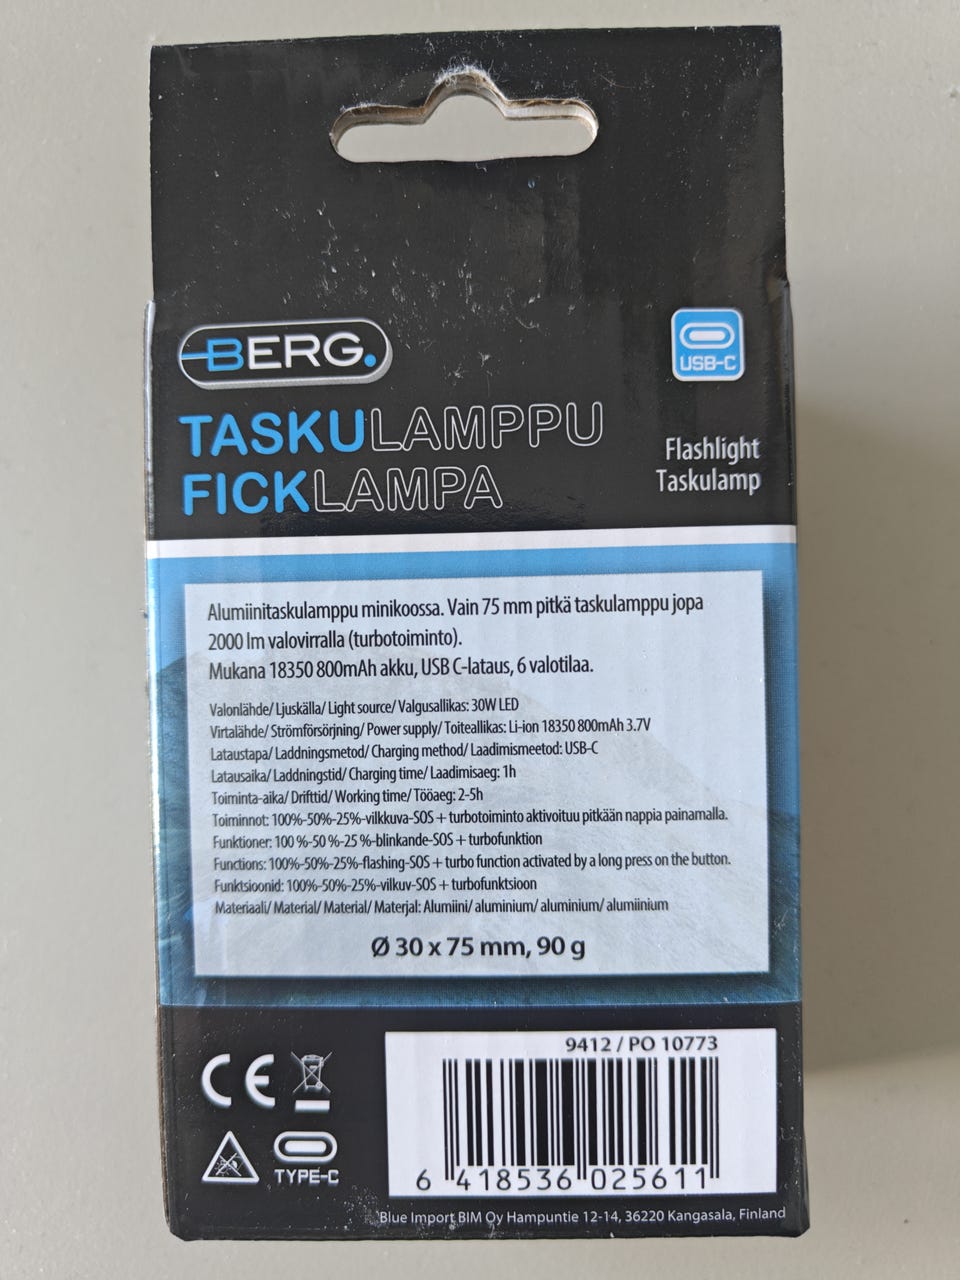 BERG.
USB-C
TASKULAMPPU
FICKLAMPA
Flashlight
Taskulamp
Alumiinitaskulamppu minikoossa. Vain 75 mm pitkä taskulamppu jopa
2000 lm valovirralla (turbotoiminto).
Mukana 18350 800mAh akku, USB C-lataus, 6 valotilaa.
Valonlähde/ Ljuskälla/ Light source/ Valgusallikas: 30W LED
Virtalähde/ Strömförsörjning/ Power supply/ Toiteallikas: Li-ion 18350 800mAh 3.7V
Lataustapa/ Laddningsmetod/ Charging method/ Laadimismeetod: USB-C
Latausaika/ Laddningstid/ Charging time/ Laadimisaeg: 1h
Toiminta-aika/ Drifttid/ Working time/ Tööaeg: 2-5h
Toiminnot: 100%-50%-25%-vilkkuva-SOS + turbotoiminto aktivoituu pitkään nappia painamalla.
Funktioner: 100 %-50 %-25 %-blinkande-SOS + turbofunktion
Functions: 100%-50%-25%-flashing-SOS + turbo function activated by a long press on the button.
Funktsioonid: 100%-50%-25%-vilkuv-SOS + turbofunktsioon
Materiaali/ Material/ Material/ Materjal: Alumiini/ aluminium/ aluminium/ alumiinium
Ø 30 x 75 mm, 90 g
CE
TYPE-C
9412 / PO 10773
6 418536 025611
Blue Import BIM Oy Hampuntie 12-14, 36220 Kangasala, Finland